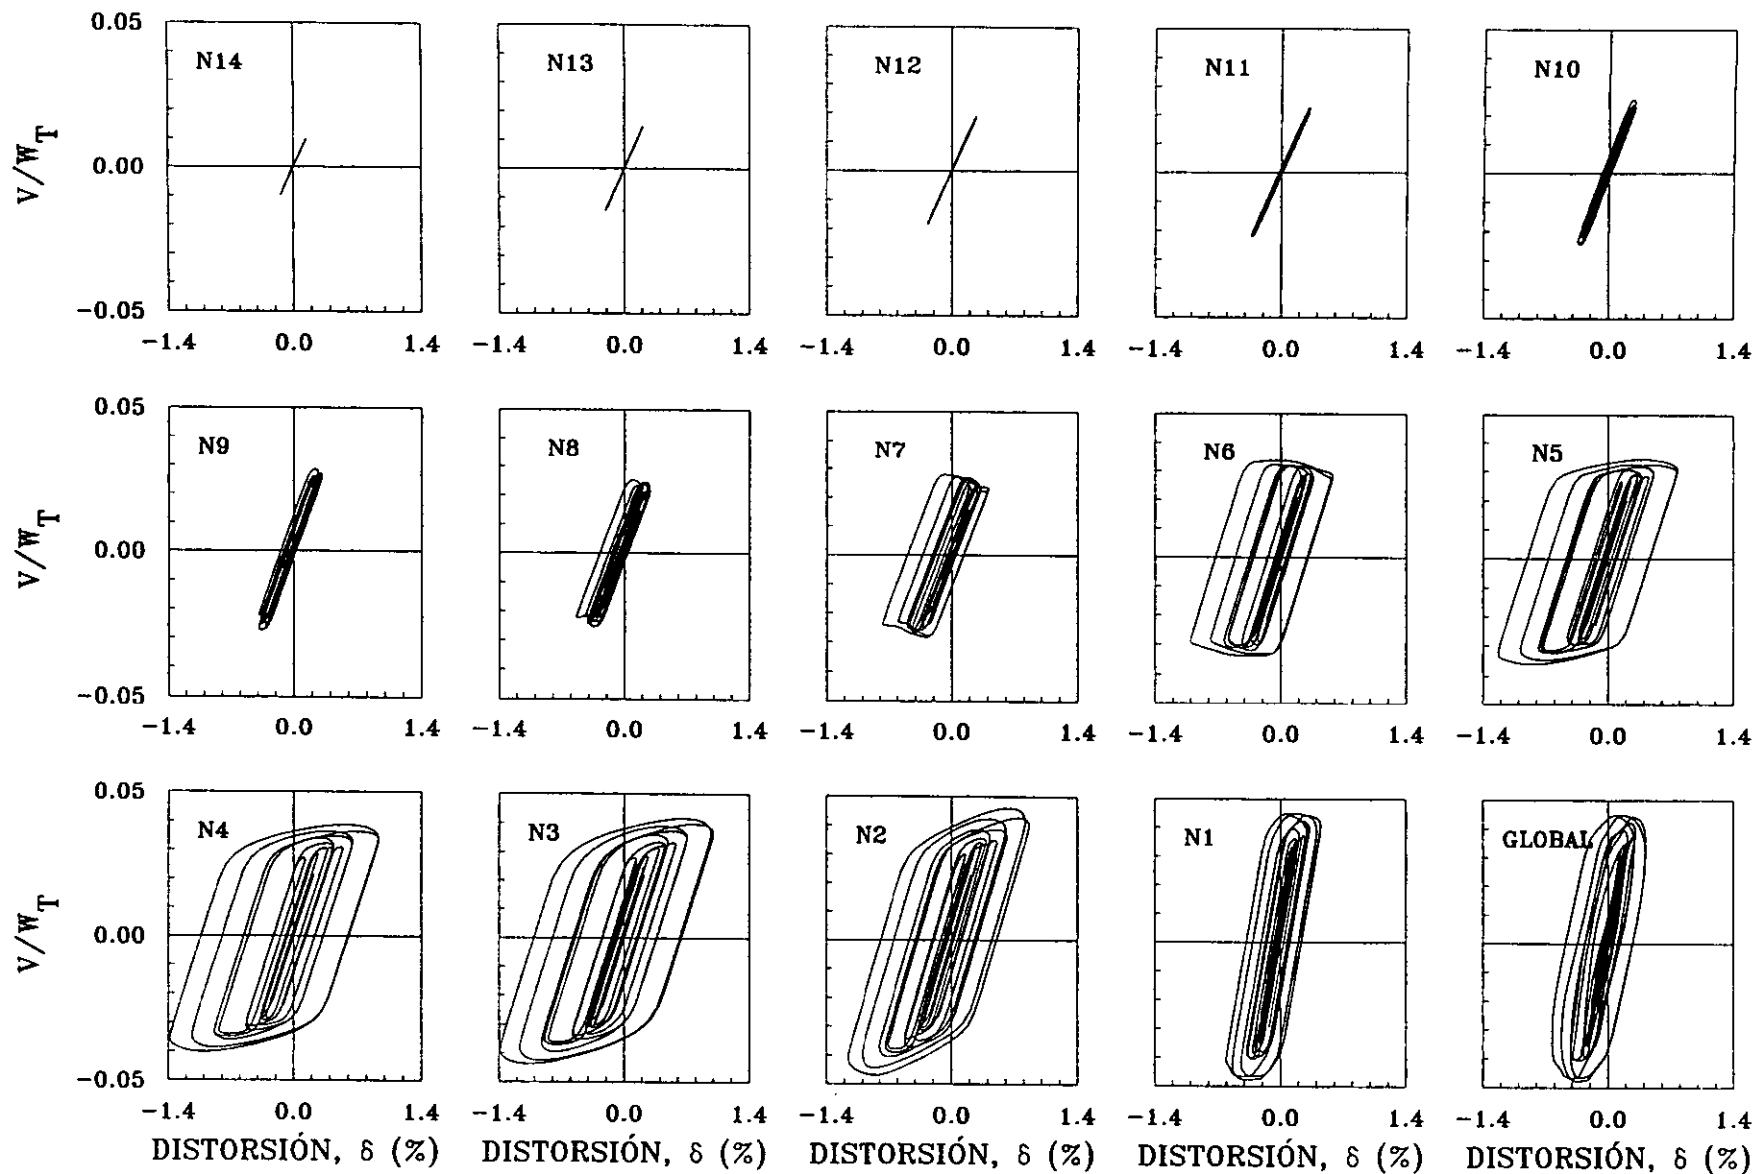 0.05
N14 N13 N12 N11 N10
V/W_T
0.00
-0.05
-1.4 0.0 1.4 -1.4 0.0 1.4 -1.4 0.0 1.4 -1.4 0.0 1.4 -1.4 0.0 1.4
0.05
N9 N8 N7 N6 N5
V/W_T
0.00
-0.05
-1.4 0.0 1.4 -1.4 0.0 1.4 -1.4 0.0 1.4 -1.4 0.0 1.4 -1.4 0.0 1.4
0.05
N4 N3 N2 N1 GLOBAL
V/W_T
0.00
-0.05
-1.4 0.0 1.4 -1.4 0.0 1.4 -1.4 0.0 1.4 -1.4 0.0 1.4 -1.4 0.0 1.4
DISTORSIÓN, δ (%) DISTORSIÓN, δ (%) DISTORSIÓN, δ (%) DISTORSIÓN, δ (%) DISTORSIÓN, δ (%)